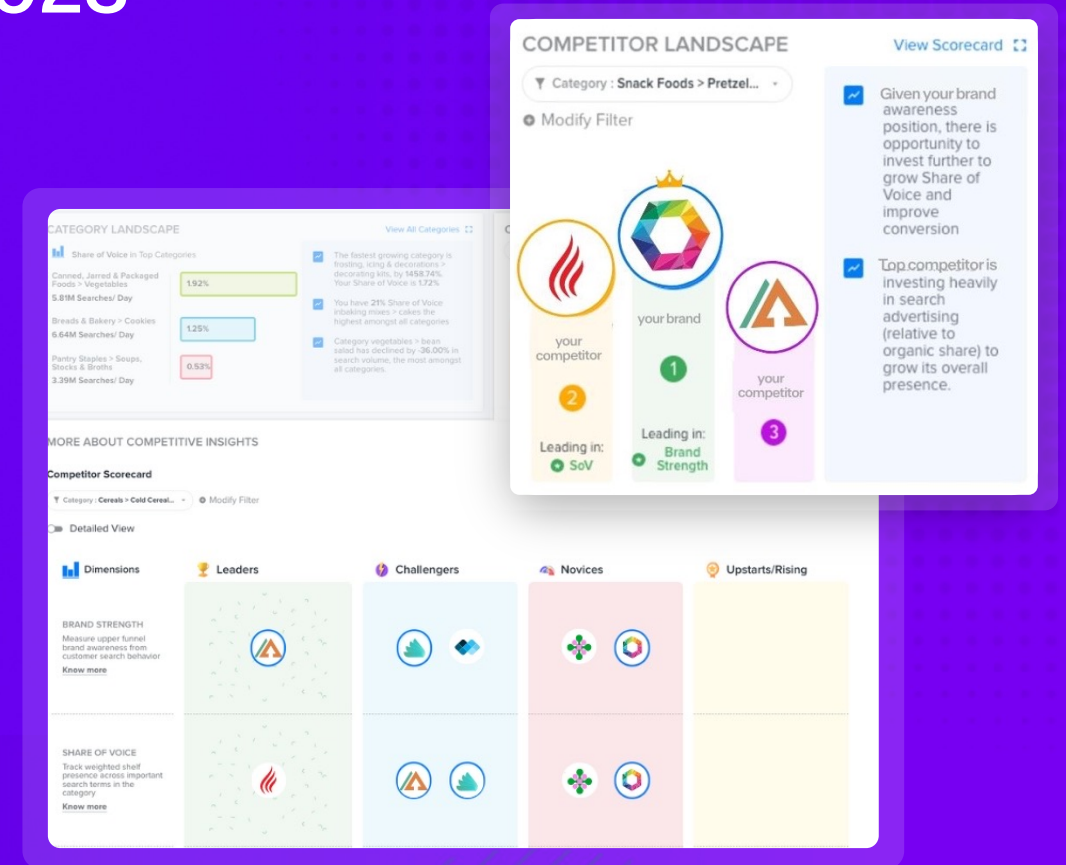 COMPETITOR LANDSCAPE
View Scorecard
Category : Snack Foods > Pretzel...
Modify Filter
your competitor
2
Leading in:
SoV
your brand
1
Leading in:
Brand
Strength
your
competitor
3
Given your brand
awareness
position, there is
opportunity to
invest further to
grow Share of
Voice and
improve
conversion
Top competitor is
investing heavily
in search
advertising
(relative to
organic share) to
grow its overall
presence.
CATEGORY LANDSCAPE
View All Categories
Share of Voice in Top Categories
Canned, Jarred & Packaged
Foods > Vegetables
5.81M Searches/ Day
1.92%
Breads & Bakery > Cookies
6.64M Searches/ Day
1.25%
Pantry Staples > Soups,
Stocks & Broths
3.39M Searches/ Day
0.53%
The fastest growing category is
frosting, icing & decorations >
decorating kits, by 1458.74%.
Your Share of Voice is 1.72%
You have 21% Share of Voice
inbaking mixes > cakes the
highest amongst all categories
Category vegetables > bean
salad has declined by -36.00% in
search volume, the most amongst
all categories.
MORE ABOUT COMPETITIVE INSIGHTS
Competitor Scorecard
Category : Cereals > Cold Cereal...
Modify Filter
Detailed View
Dimensions
Leaders
Challengers
Novices
Upstarts/Rising
BRAND STRENGTH
Measure upper funnel
brand awareness from
customer search behavior
Know more
SHARE OF VOICE
Track weighted shelf
presence across important
search terms in the
category
Know more